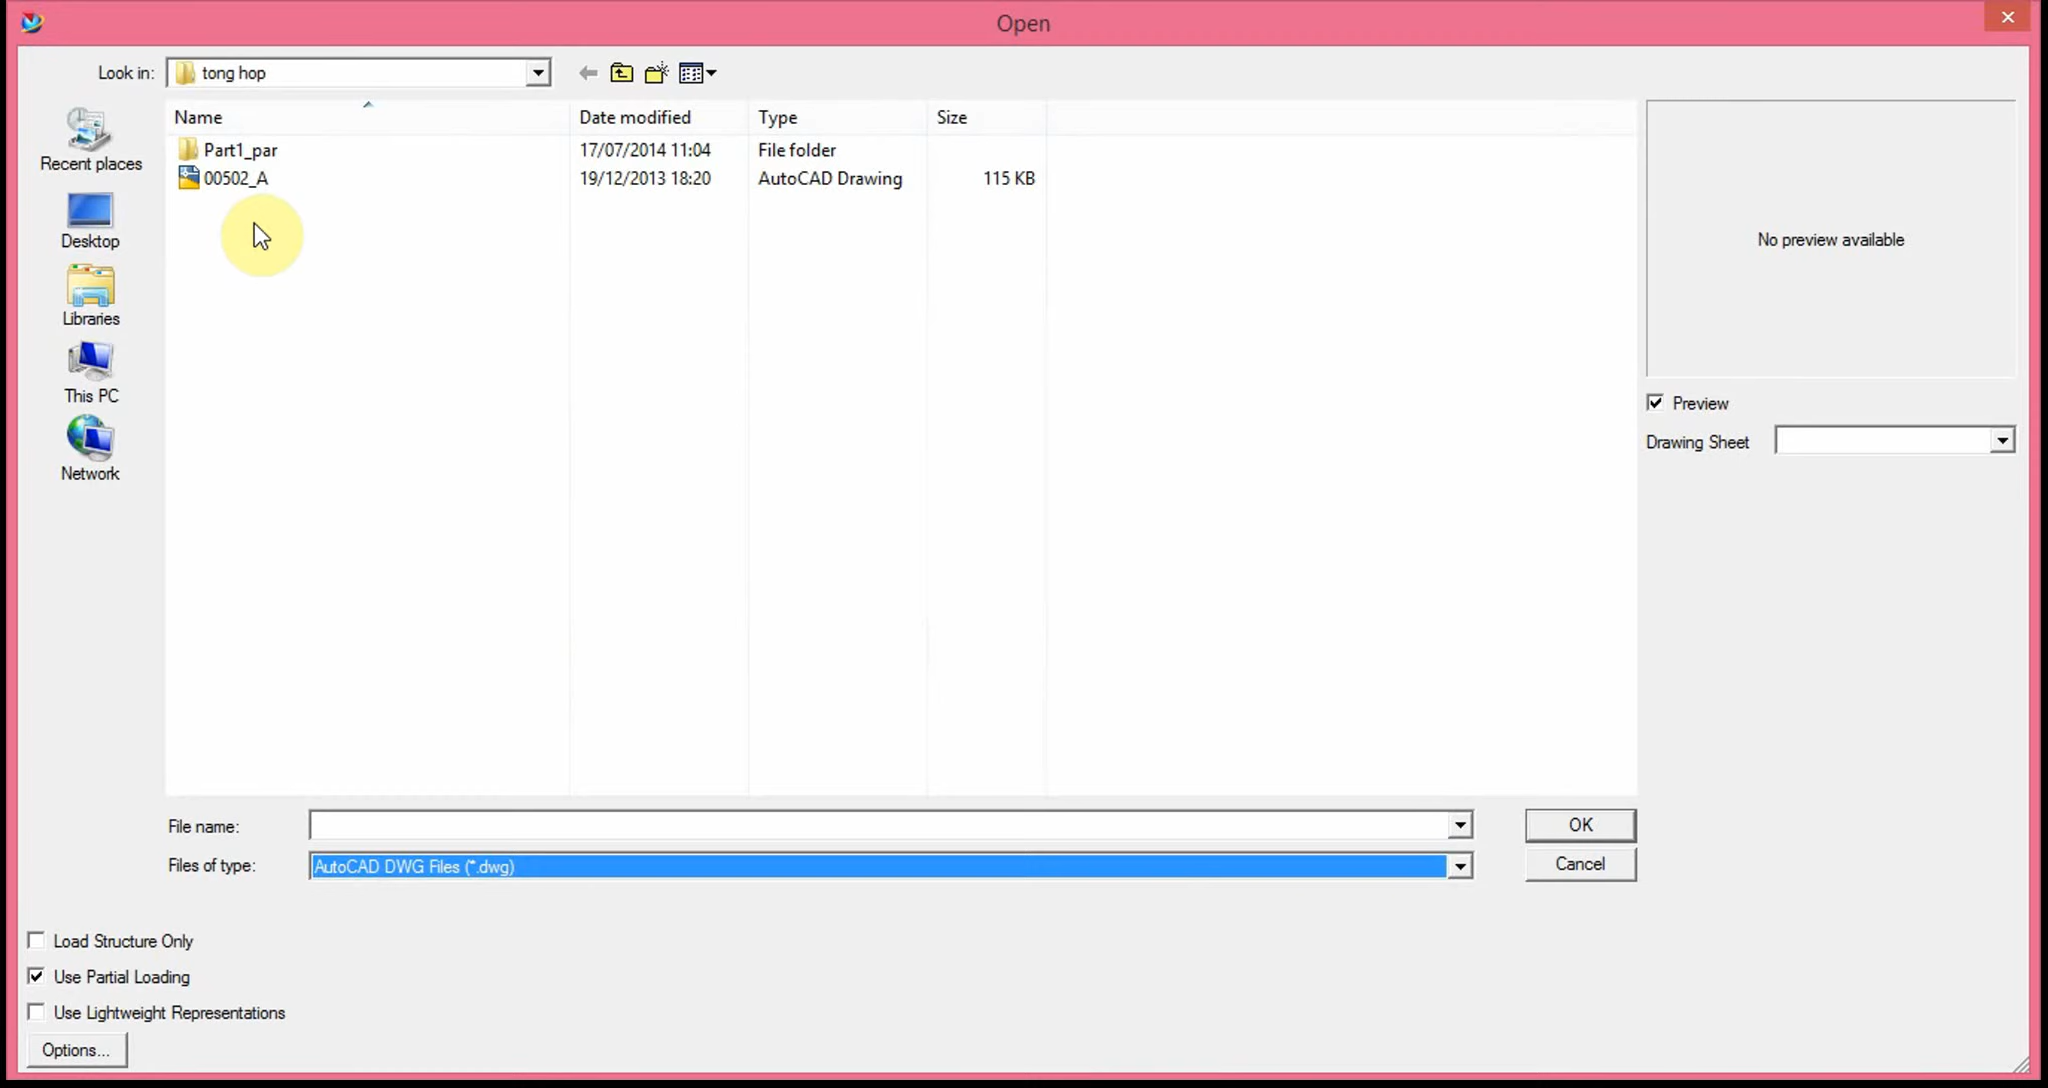 Open
Look in: tong hop
Name Date modified Type Size
Part1_par 17/07/2014 11:04 File folder
00502_A 19/12/2013 18:20 AutoCAD Drawing 115 KB
Recent places
Desktop
Libraries
This PC
Network
No preview available
Preview
Drawing Sheet
File name:
OK
Files of type: AutoCAD DWG Files (*.dwg)
Cancel
Load Structure Only
Use Partial Loading
Use Lightweight Representations
Options...